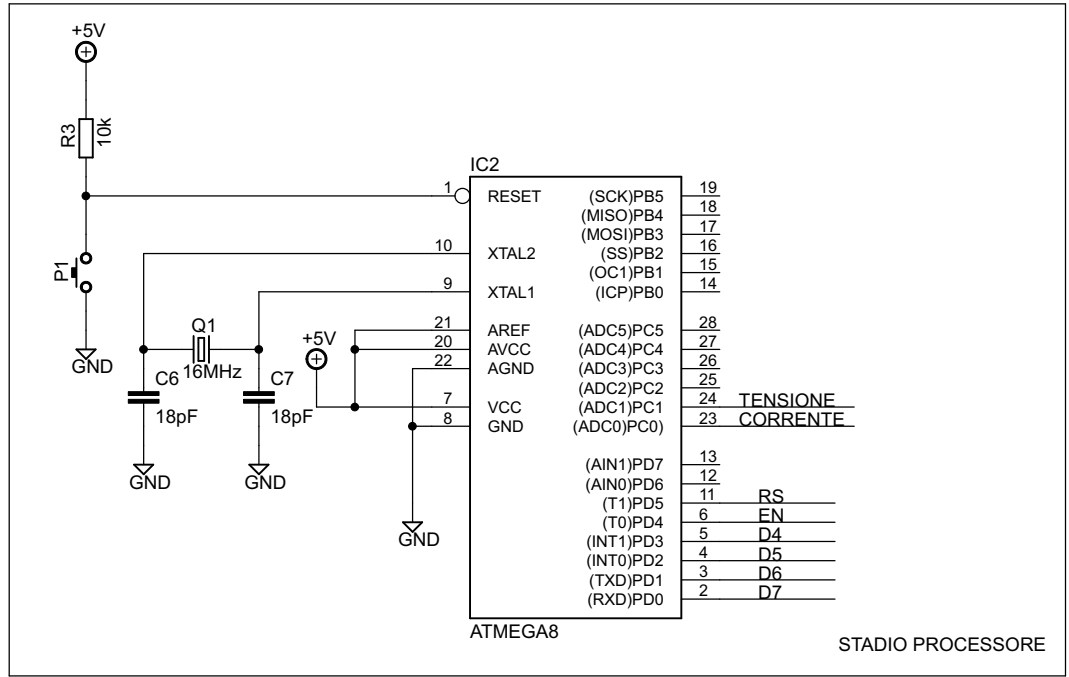 +5V
R3
10k
P1
GND
IC2
1
RESET
10
XTAL2
9
XTAL1
21
AREF
20
AVCC
22
AGND
7
VCC
8
GND
(SCK)PB5
19
(MISO)PB4
18
(MOSI)PB3
17
(SS)PB2
16
(OC1)PB1
15
(ICP)PB0
14
(ADC5)PC5
28
(ADC4)PC4
27
(ADC3)PC3
26
(ADC2)PC2
25
(ADC1)PC1
24
TENSIONE
(ADC0)PC0)
23
CORRENTE
(AIN1)PD7
13
(AIN0)PD6
12
(T1)PD5
11
RS
(T0)PD4
6
EN
(INT1)PD3
5
D4
(INT0)PD2
4
D5
(TXD)PD1
3
D6
(RXD)PD0
2
D7
ATMEGA8
Q1
16MHz
C6
18pF
C7
18pF
+5V
GND
GND
GND
STADIO PROCESSORE